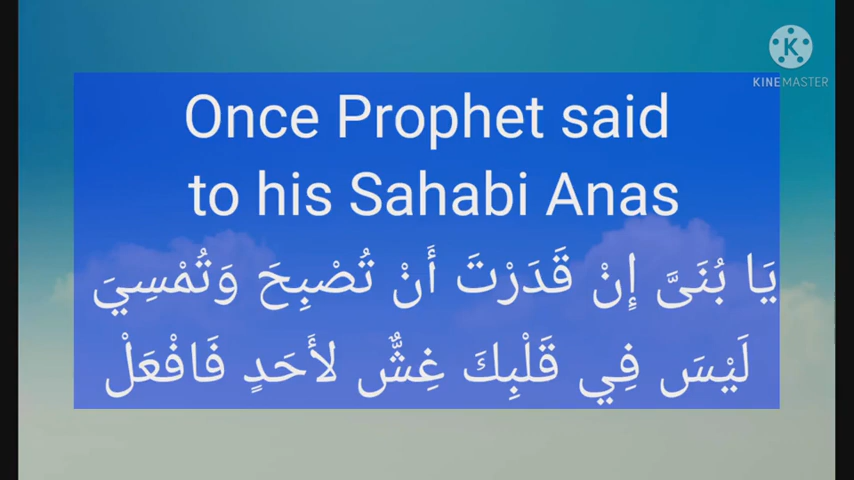 K
KINEMASTER
Once Prophet said
to his Sahabi Anas
يَا بُنَىَّ إِنْ قَدَرْتَ أَنْ تُصْبِحَ وَتُمْسِيَ
لَيْسَ فِي قَلْبِكَ غِشٌّ لأَحَدٍ فَافْعَلْ